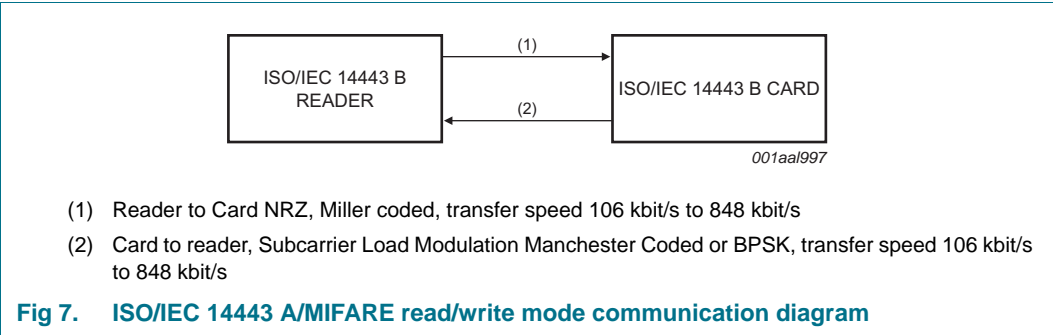 (1)
ISO/IEC 14443 B
READER
ISO/IEC 14443 B CARD
(2)
001aal997
(1) Reader to Card NRZ, Miller coded, transfer speed 106 kbit/s to 848 kbit/s
(2) Card to reader, Subcarrier Load Modulation Manchester Coded or BPSK, transfer speed 106 kbit/s
to 848 kbit/s
Fig 7. ISO/IEC 14443 A/MIFARE read/write mode communication diagram